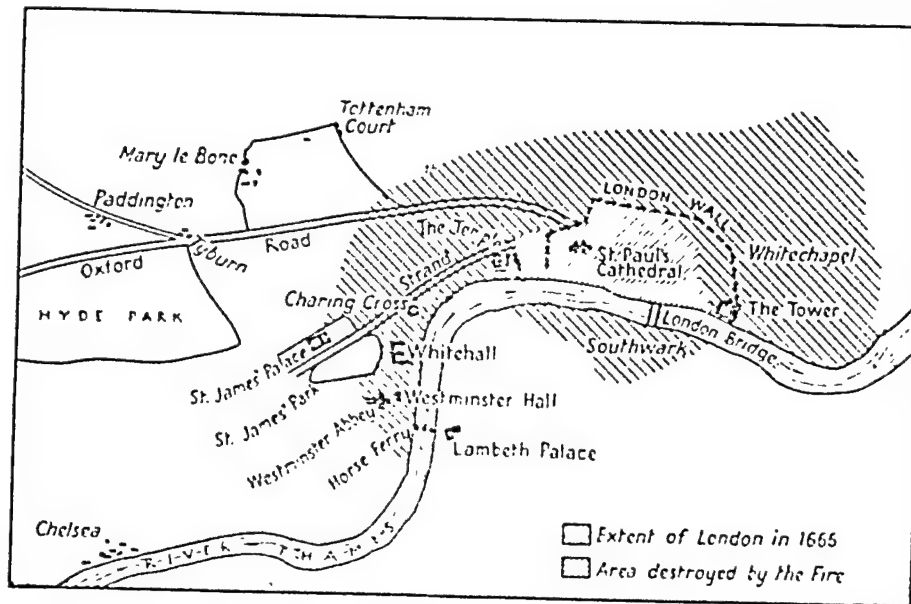 Tottenham
Court
Mary le Bone
Paddington
Tyburn
Oxford Road
The
Strand
LONDON WALL
St. Paul's
Cathedral
Whitechapel
Charing Cross
HYDE PARK
The Tower
London Bridge
Southwark
St. James' Palace
Whitehall
St. James' Park
Westminster Hall
Westminster Abbey
Horse Ferry
Lambeth Palace
Chelsea
RIVER THAMES
Extent of London in 1665
Area destroyed by the Fire